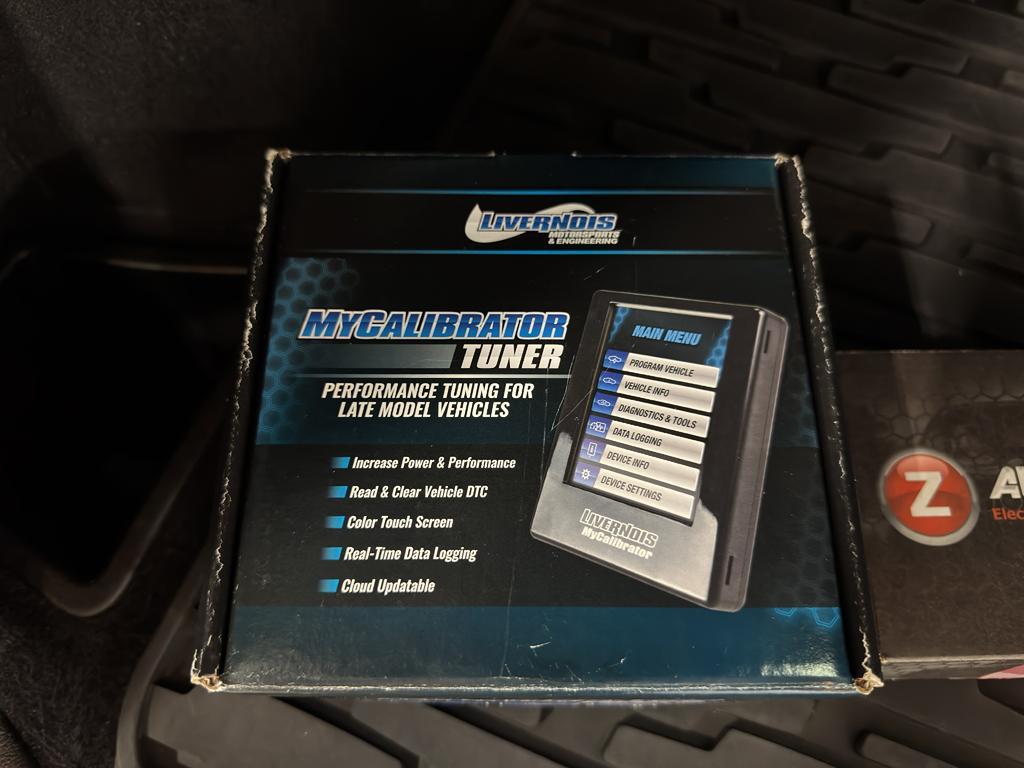 LIVERNOIS
MOTORSPORTS
& ENGINEERING
MYCALIBRATOR
TUNER
PERFORMANCE TUNING FOR
LATE MODEL VEHICLES
Increase Power & Performance
Read & Clear Vehicle DTC
Color Touch Screen
Real-Time Data Logging
Cloud Updatable
MAIN MENU
PROGRAM VEHICLE
VEHICLE INFO
DIAGNOSTICS & TOOLS
DATA LOGGING
DEVICE INFO
DEVICE SETTINGS
LIVERNOIS
MyCalibrator
Z